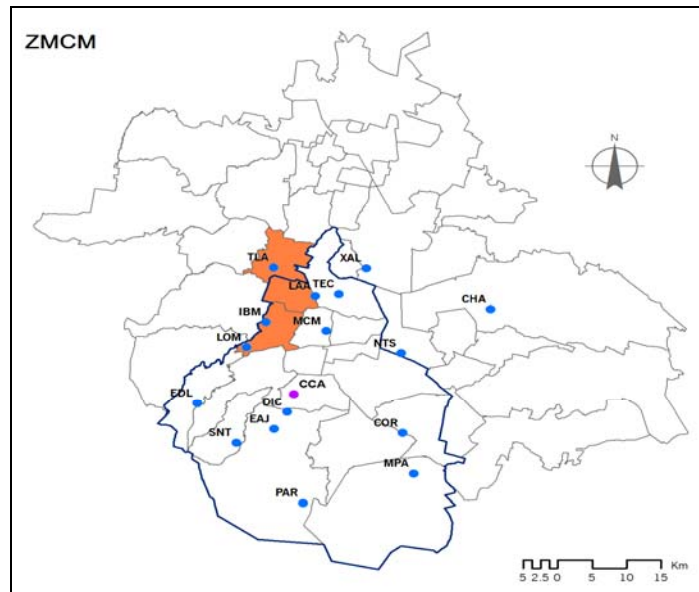 ZMCM
N
TLA
XAL
LAA TEC
CHA
IBM
MCM
LOM
NTS
CCA
EDL
DIC
EAJ
COR
SNT
MPA
PAR
Km
5 2.5 0 5 10 15